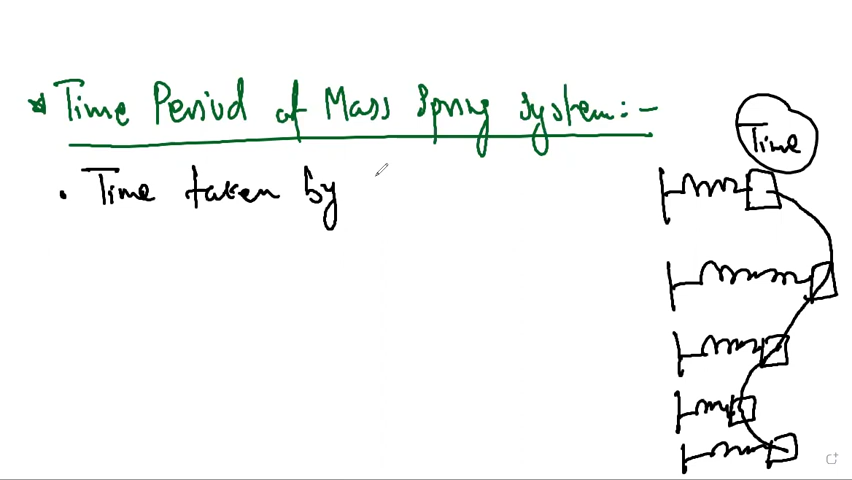 * Time Period of Mass Spring System:-
Time
• Time taken by